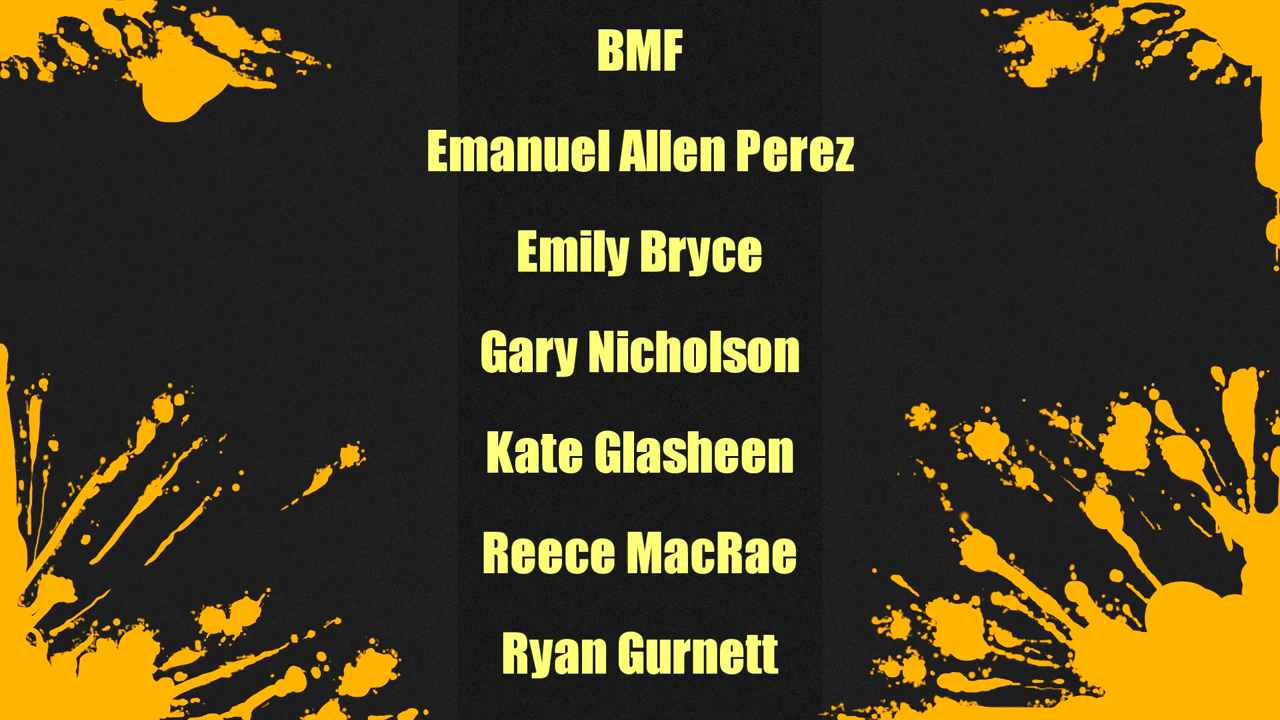 BMF
Emanuel Allen Perez
Emily Bryce
Gary Nicholson
Kate Glasheen
Reece MacRae
Ryan Gurnett